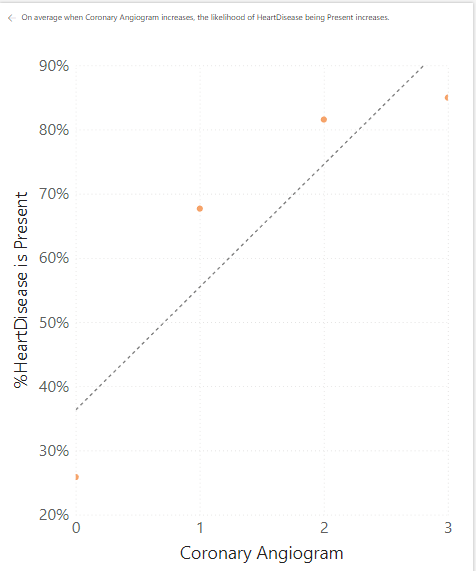 On average when Coronary Angiogram increases, the likelihood of HeartDisease being Present increases.
90%
80%
70%
60%
50%
40%
30%
20%
%HeartDisease is Present
0 1 2 3
Coronary Angiogram